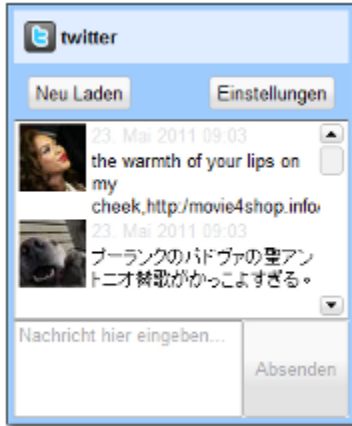 twitter
Neu Laden
Einstellungen
23. Mai 2011 09:03
the warmth of your lips on
my
cheek,http:/movie4shop.info/
23. Mai 2011 09:03
プーランクのパドヴァの聖アン
トニオ賛歌がかっこよすぎる。
Nachricht hier eingeben...
Absenden